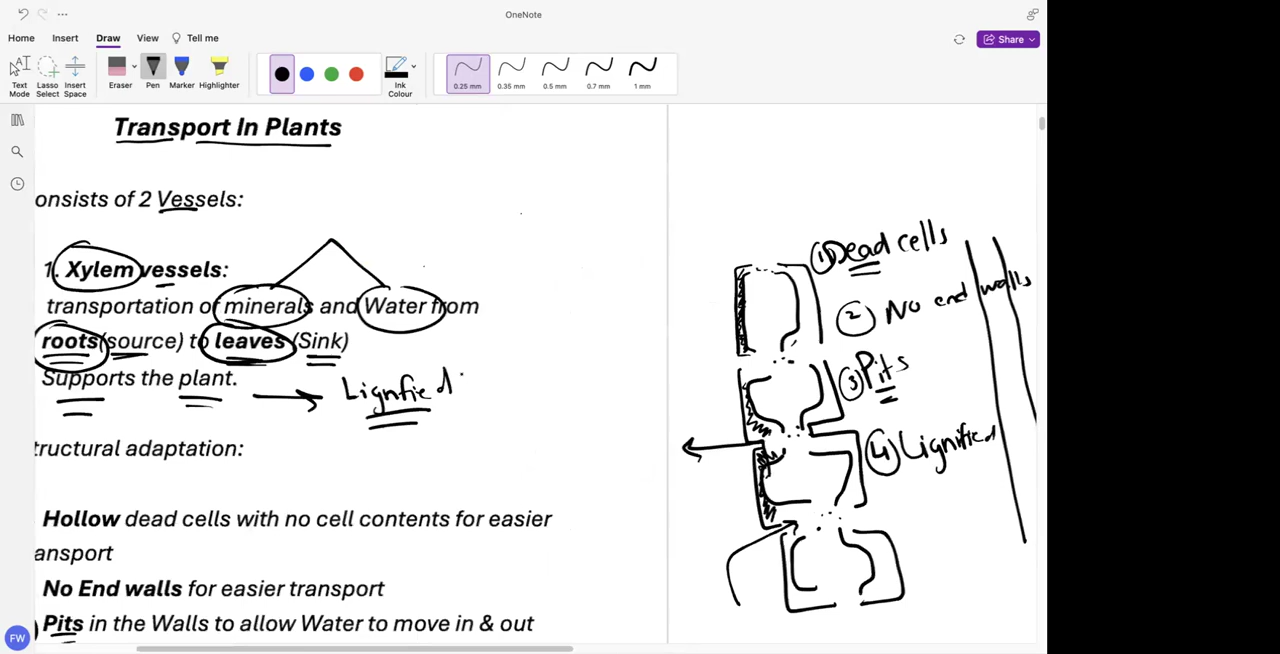 OneNote
Home Insert Draw View Tell me
Share
Text Mode Lasso Select Insert Space Eraser Pen Marker Highlighter Ink Colour 0.25 mm 0.35 mm 0.5 mm 0.7 mm 1 mm
Transport In Plants
onsists of 2 Vessels:
1. Xylem vessels:
transportation of minerals and Water from
roots(source) to leaves (Sink)
Supports the plant.
Lignfied
tructural adaptation:
Hollow dead cells with no cell contents for easier
ansport
No End walls for easier transport
Pits in the Walls to allow Water to move in & out
1 Dead cells
2 No end walls
3 Pits
4 Lignified
FW